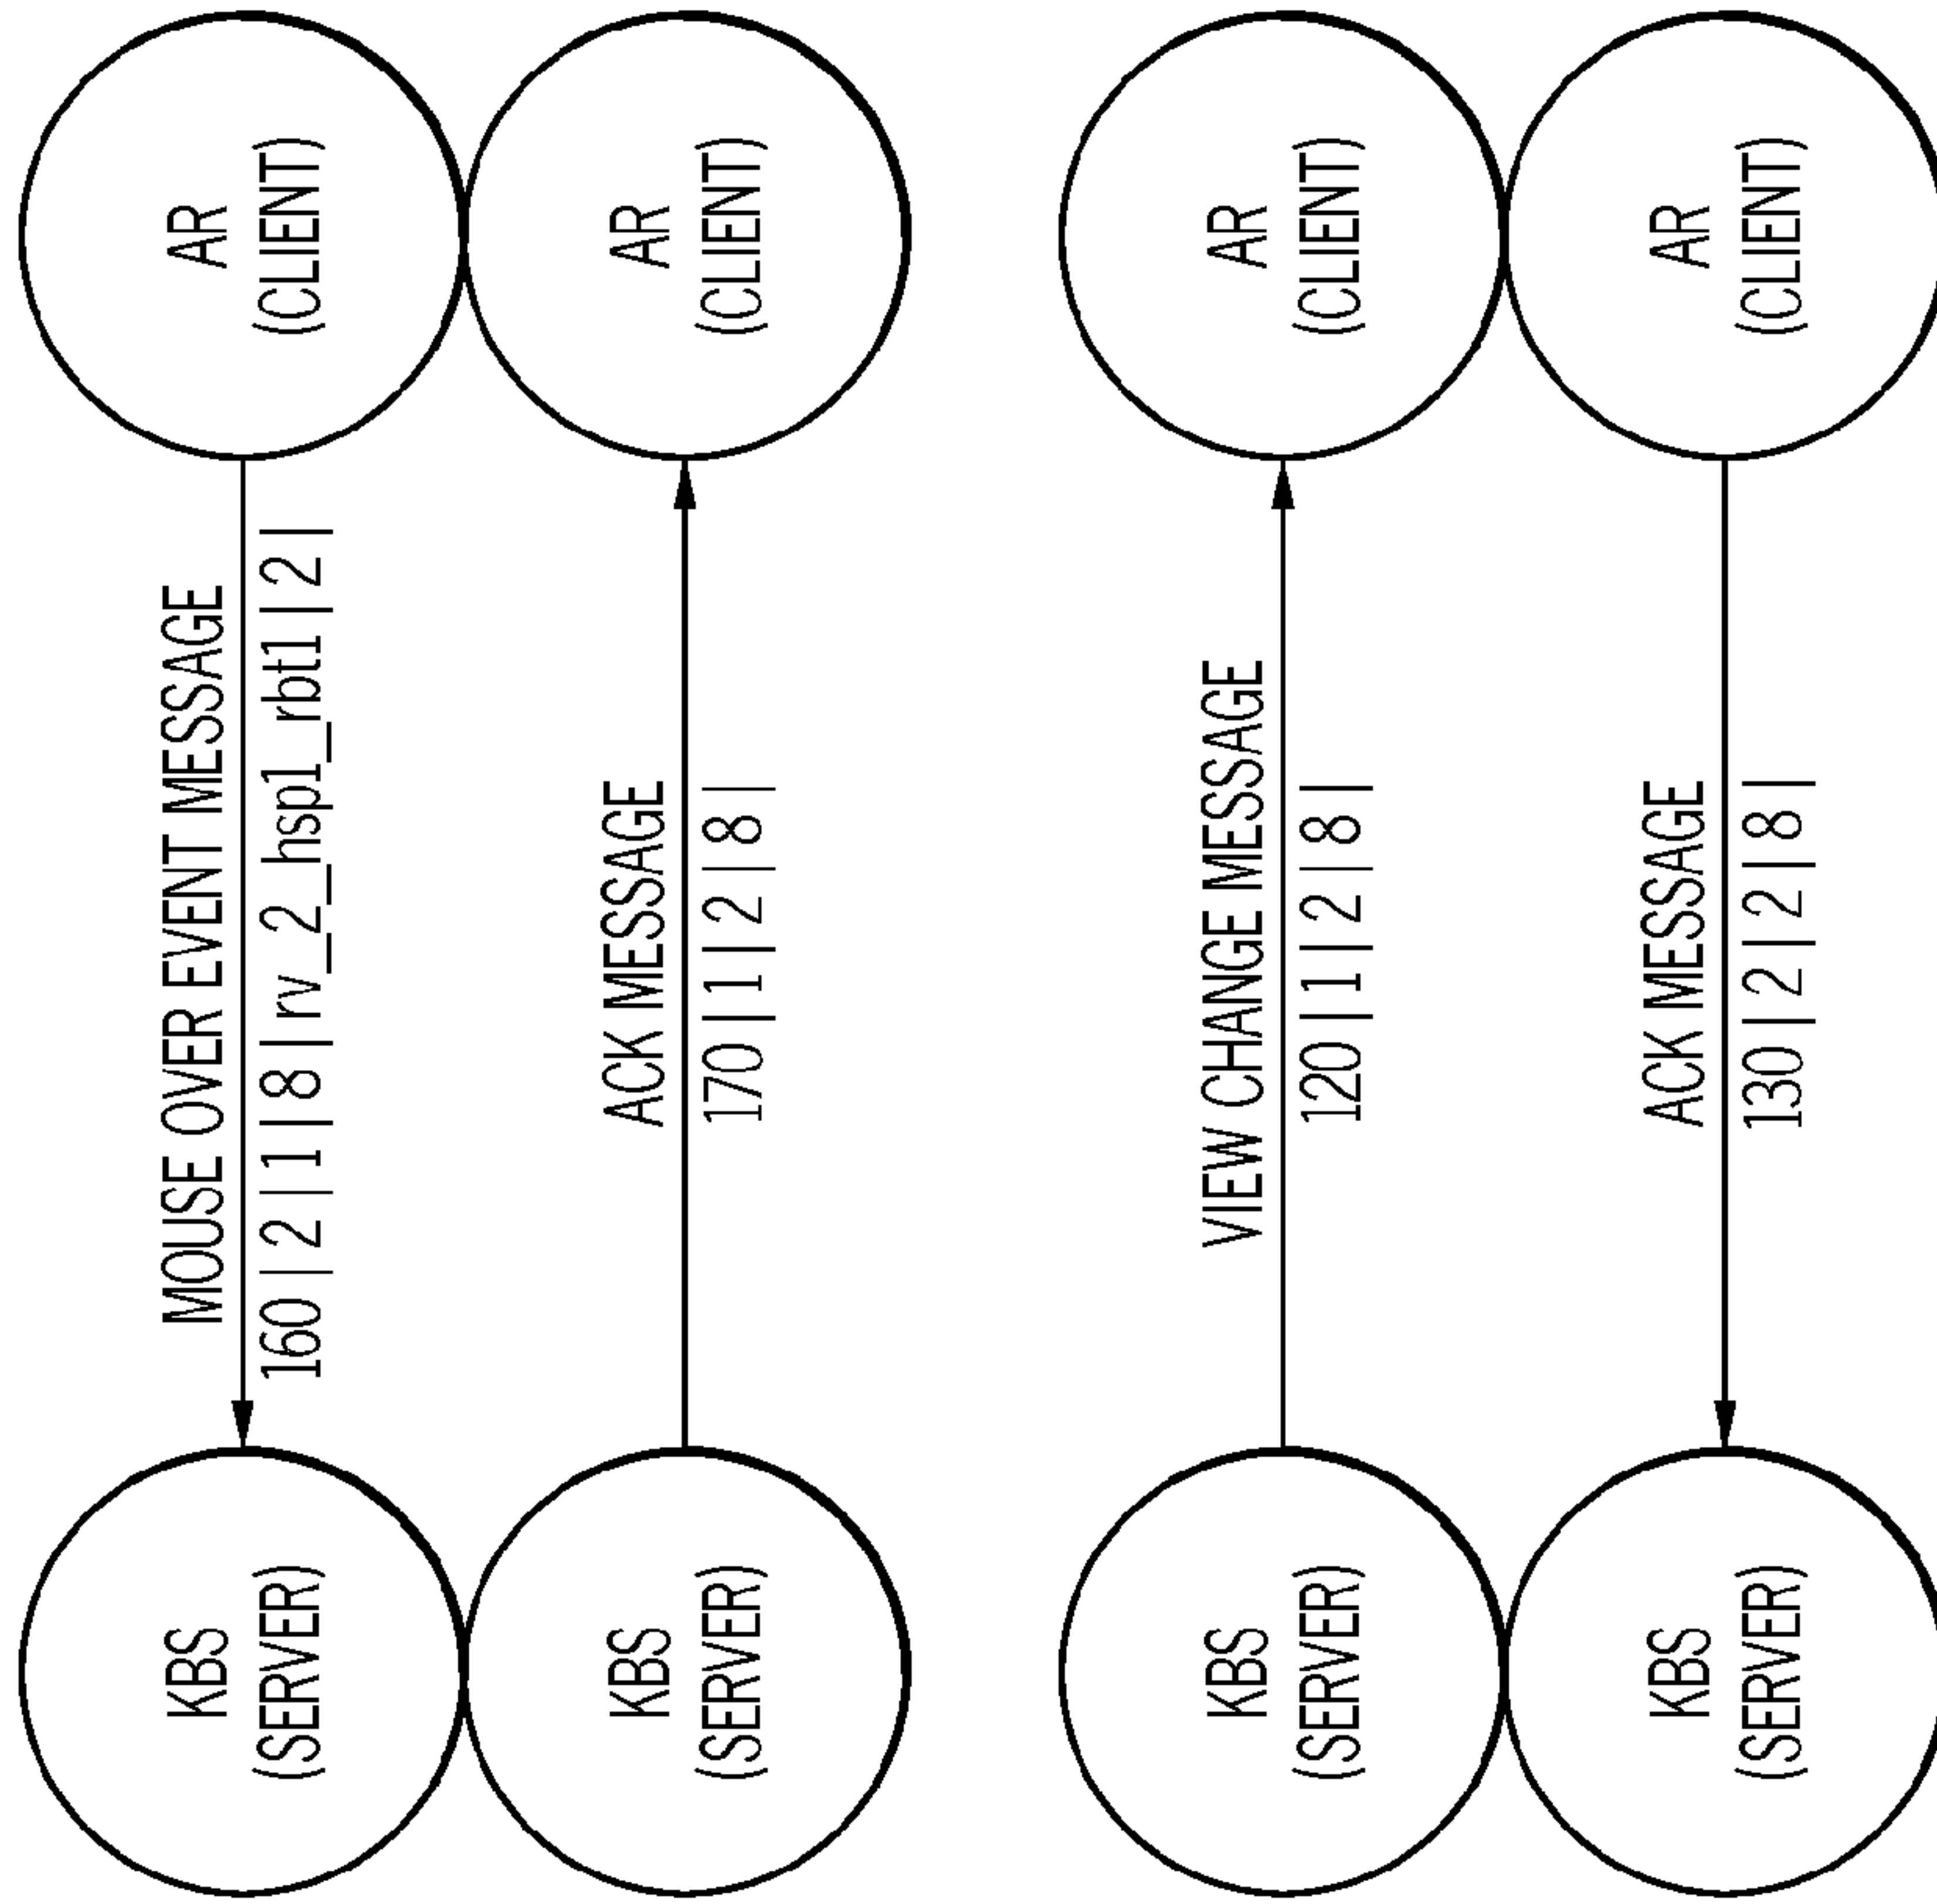 KBS
(SERVER)
MOUSE OVER EVENT MESSAGE
160|2|1|8|rv_2_hsp1_rbt1|2|
AR
(CLIENT)
KBS
(SERVER)
ACK MESSAGE
170|1|2|8|
AR
(CLIENT)
KBS
(SERVER)
VIEW CHANGE MESSAGE
120|1|2|8|
AR
(CLIENT)
KBS
(SERVER)
ACK MESSAGE
130|2|2|8|
AR
(CLIENT)